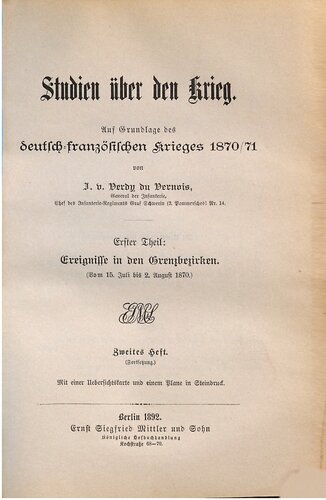 Studien über den Krieg.
Auf Grundlage des
deutsch-französischen Krieges 1870/71
von
J. v. Verdy du Vernois,
General der Infanterie,
Chef des Infanterie-Regiments Graf Schwerin (3. Pommersches) Nr. 14.
Erster Theil:
Ereignisse in den Grenzbezirken.
(Vom 15. Juli bis 2. August 1870.)
ESM
Zweites Heft.
(Fortsetzung.)
Mit einer Uebersichtskarte und einem Plane in Steindruck.
Berlin 1892.
Ernst Siegfried Mittler und Sohn
Königliche Hofbuchhandlung
Kochstraße 68–70.